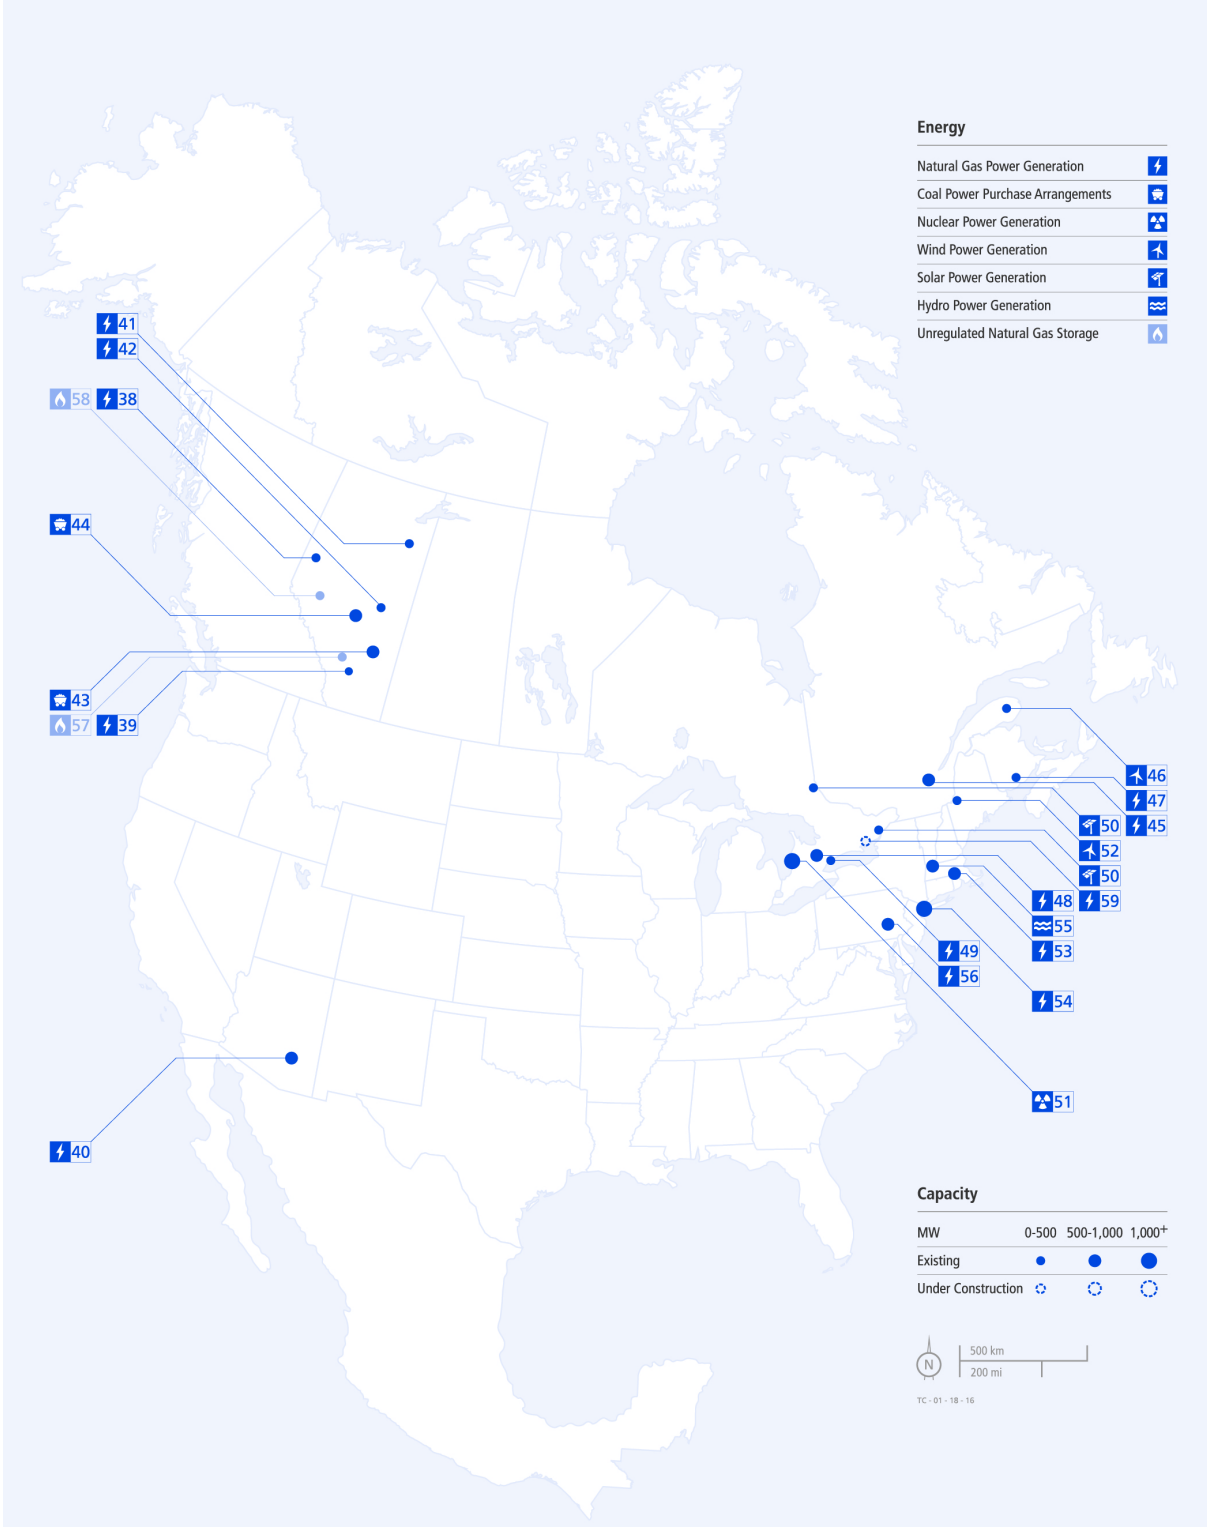 Energy
Natural Gas Power Generation
Coal Power Purchase Arrangements
Nuclear Power Generation
Wind Power Generation
Solar Power Generation
Hydro Power Generation
Unregulated Natural Gas Storage
41
42
58 38
44
43
57 39
40
46
47
50 45
52
50
48 59
55
49 53
56
54
51
Capacity
MW 0-500 500-1,000 1,000+
Existing
Under Construction
N
500 km
200 mi
TC - 01 - 18 - 16